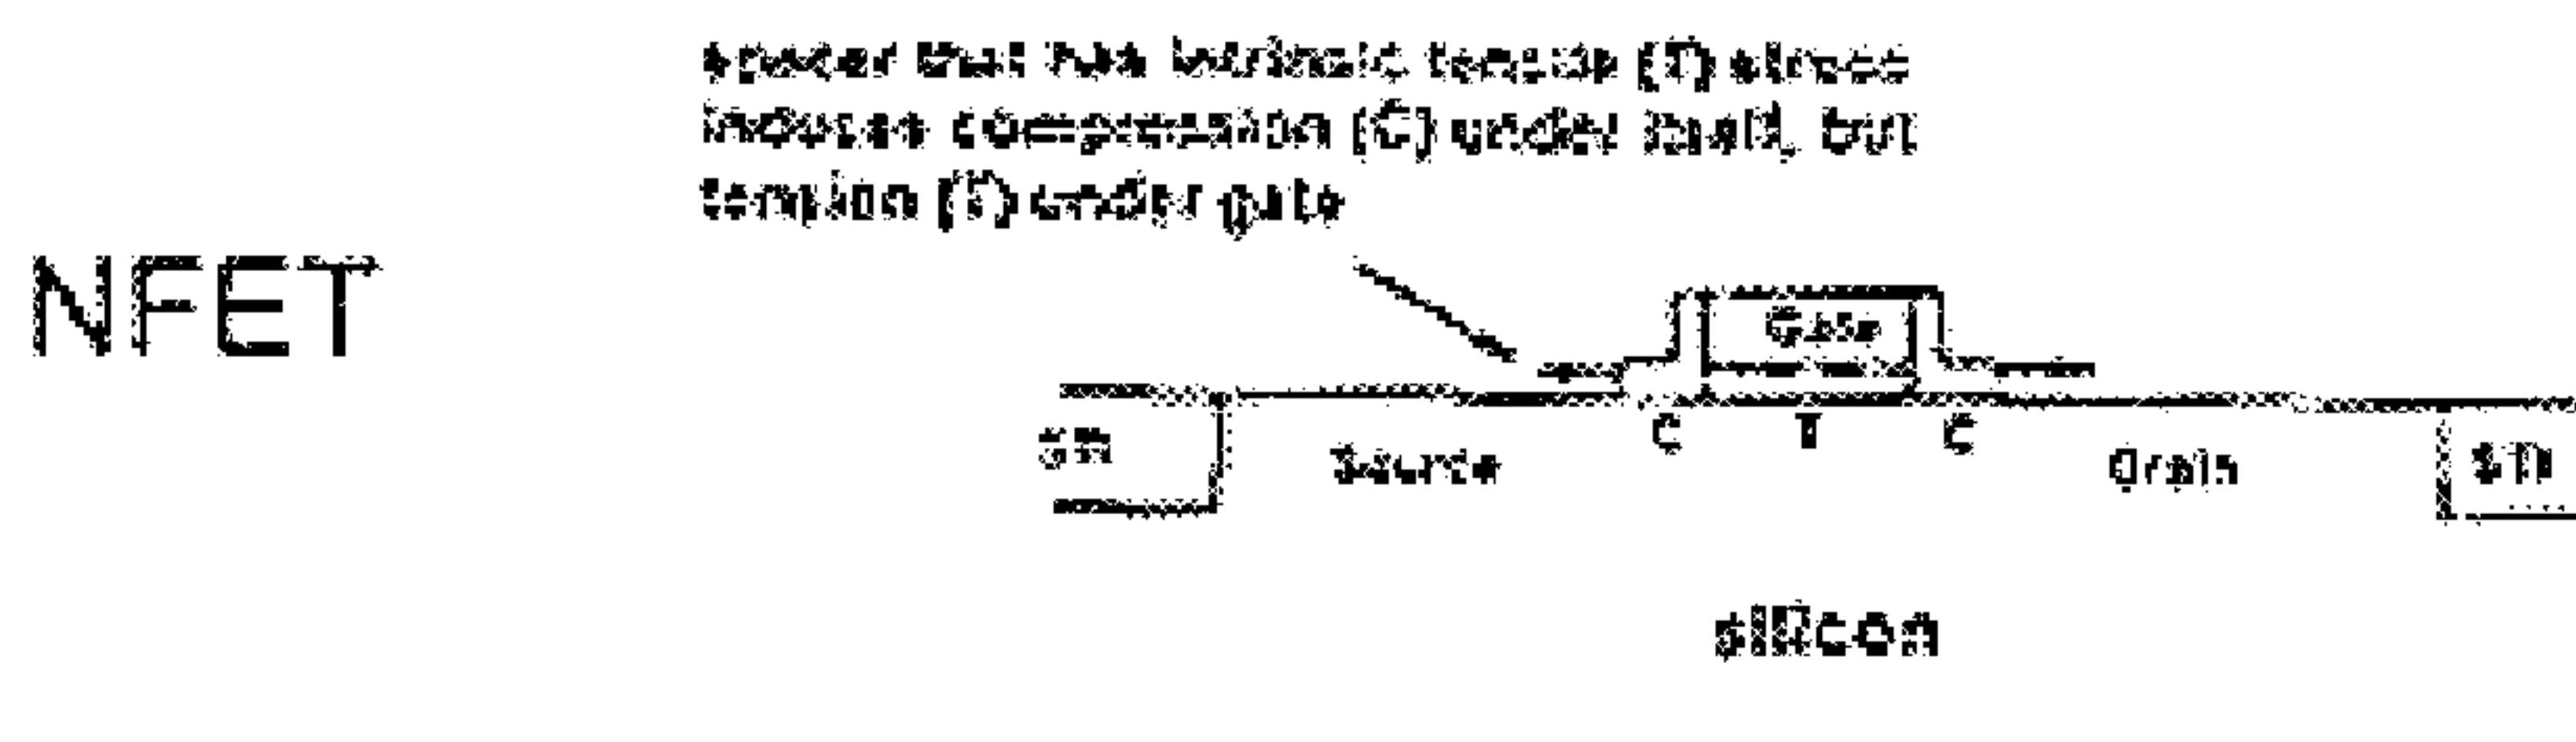 spacer that has intrinsic tensile (T) stress
induces compression (C) under itself, but
tension (T) under gate
NFET
Gate
C T C
STI Source Drain STI
silicon